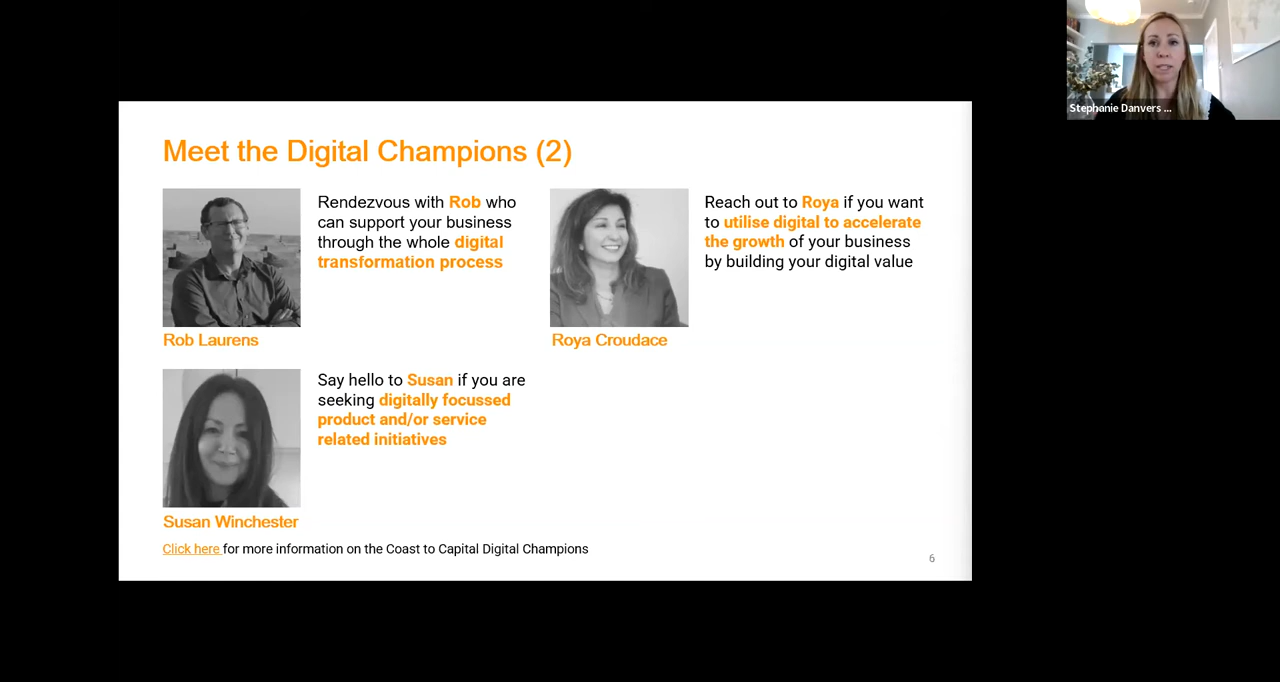 Stephanie Danvers ...
Meet the Digital Champions (2)
Rendezvous with Rob who
can support your business
through the whole digital
transformation process
Rob Laurens
Reach out to Roya if you want
to utilise digital to accelerate
the growth of your business
by building your digital value
Roya Croudace
Say hello to Susan if you are
seeking digitally focussed
product and/or service
related initiatives
Susan Winchester
Click here for more information on the Coast to Capital Digital Champions
6